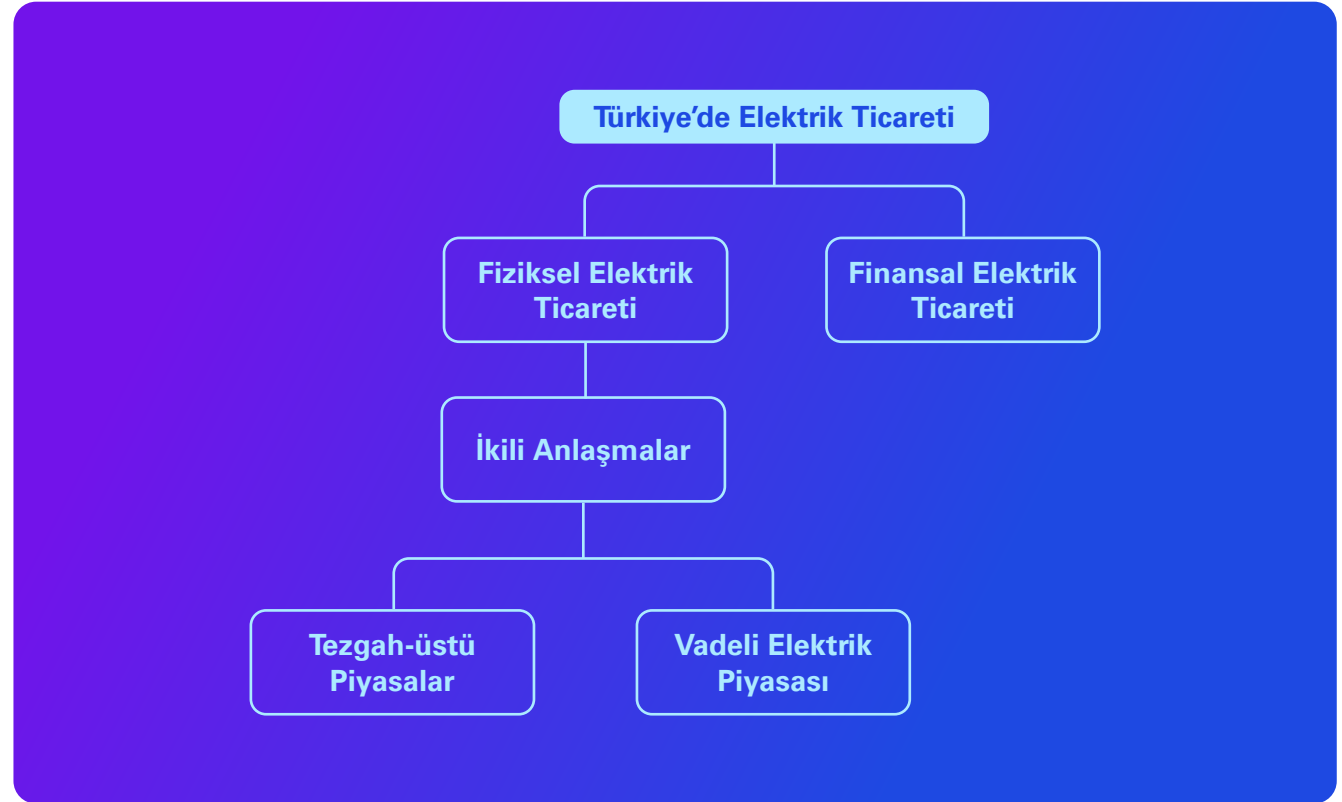 Türkiye’de Elektrik Ticareti
Fiziksel Elektrik
Ticareti
Finansal Elektrik
Ticareti
İkili Anlaşmalar
Tezgah-üstü
Piyasalar
Vadeli Elektrik
Piyasası